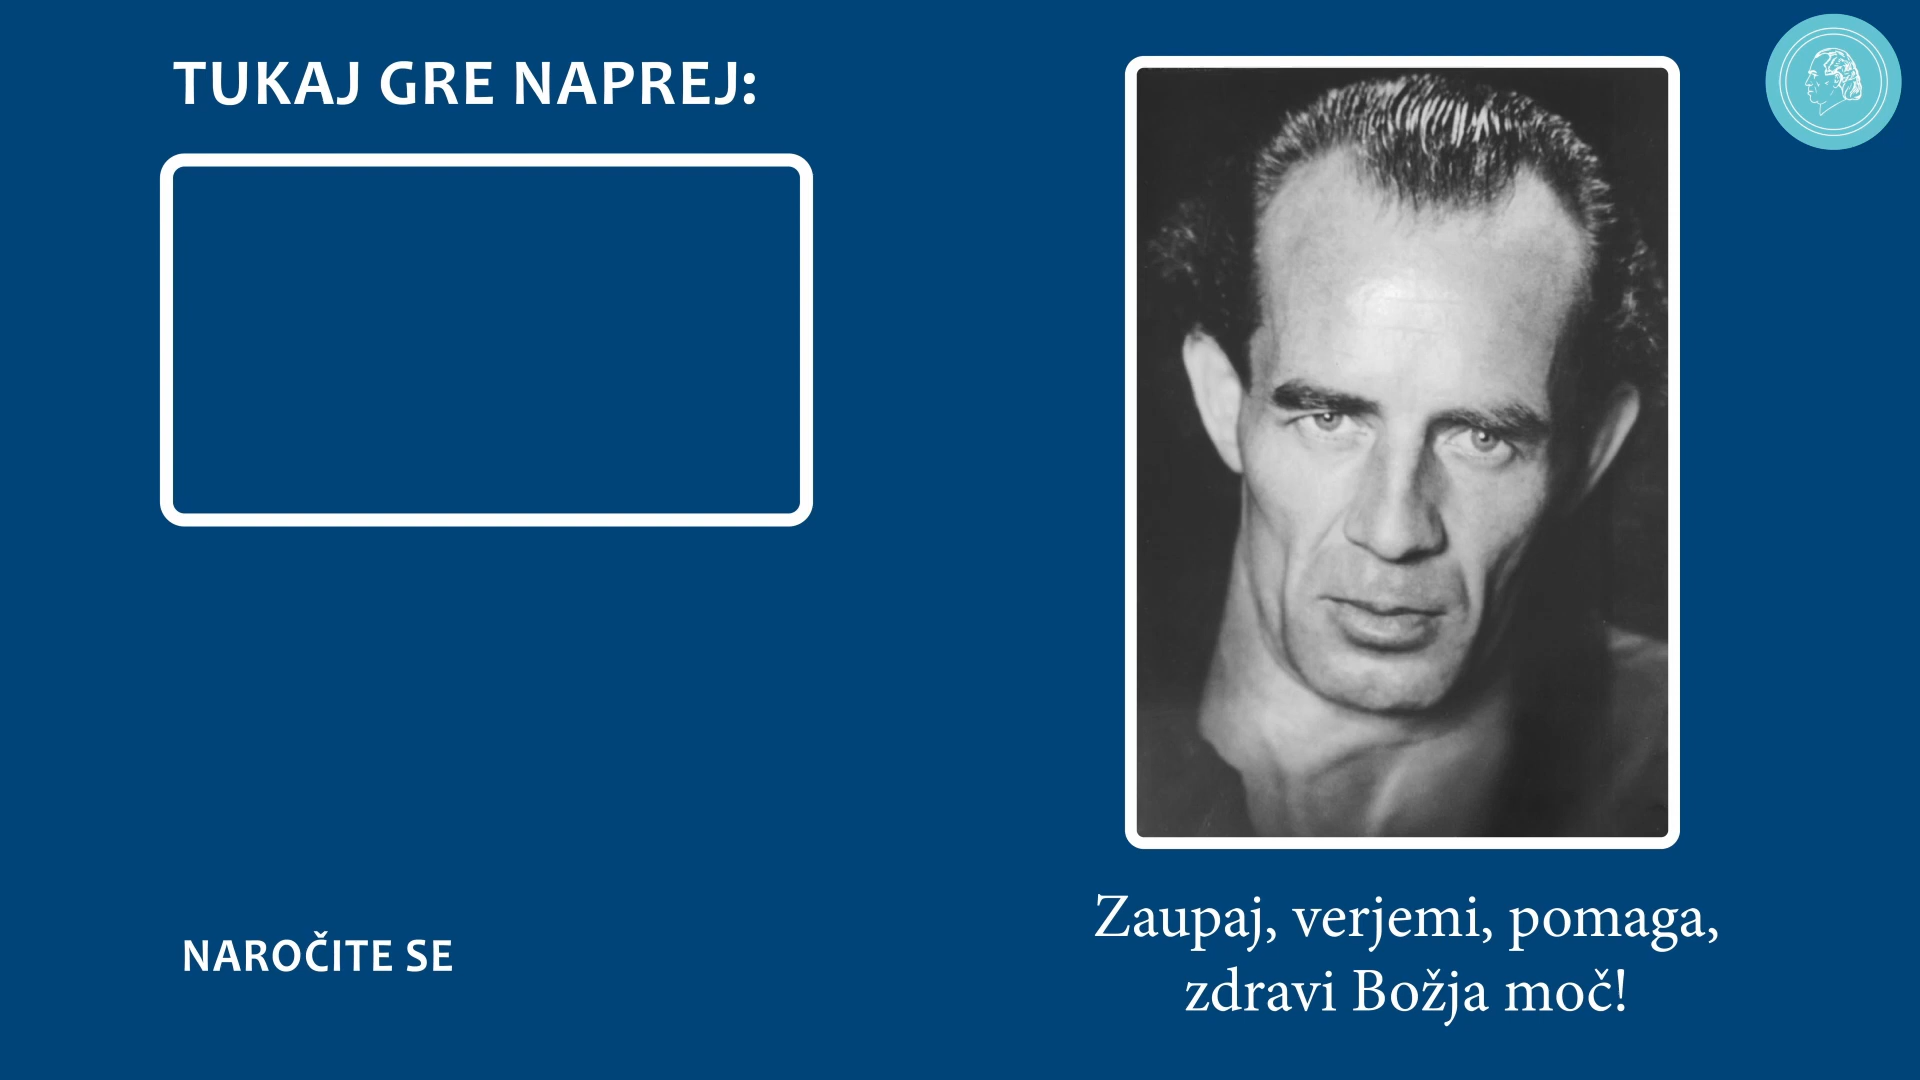 TUKAJ GRE NAPREJ:
NAROČITE SE
Zaupaj, verjemi, pomaga,
zdravi Božja moč!